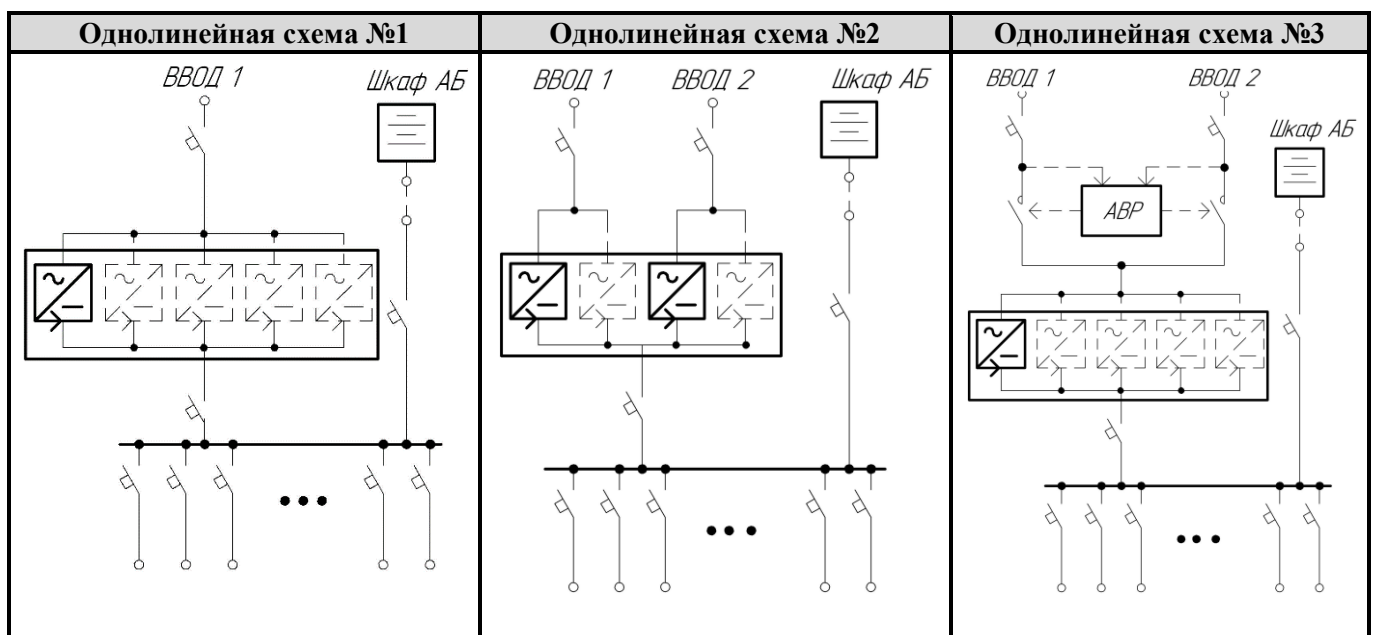 Однолинейная схема №1
Однолинейная схема №2
Однолинейная схема №3
ВВОД 1
Шкаф АБ
ВВОД 1
ВВОД 2
Шкаф АБ
ВВОД 1
ВВОД 2
Шкаф АБ
АВР